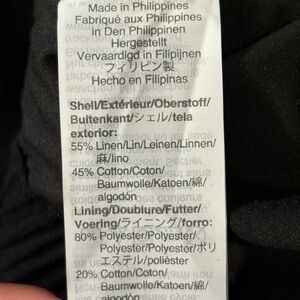 Made in Philippines
Fabriqué aux Philippines
in Den Philippinen
Hergestellt
Vervaardigd in Filipijnen
フィリピン製
Hecho en Filipinas
Shell/Extérieur/Oberstoff/
Buitenkant/シェル/tela
exterior:
55% Linen/Lin/Leinen/Linnen/
麻/lino
45% Cotton/Coton/
Baumwolle/Katoen/綿/
algodón
Lining/Doublure/Futter/
Voering/ライニング/forro:
80% Polyester/Polyester/
Polyester/Polyester/ポリ
エステル/poliéster
20% Cotton/Coton/
Baumwolle/Katoen/綿/
algodón